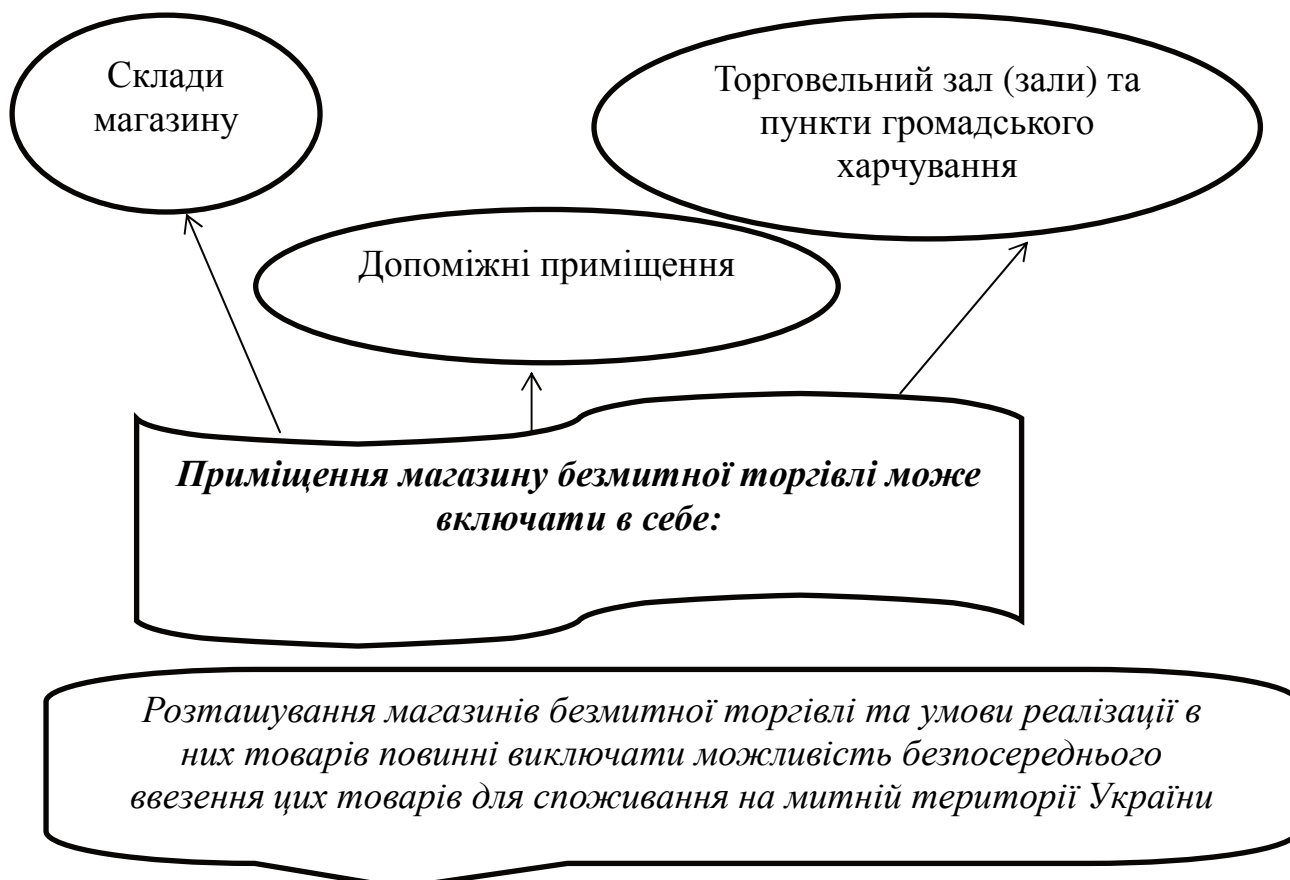 Склади
магазину
Торговельний зал (зали) та
пункти громадського
харчування
Допоміжні приміщення
Приміщення магазину безмитної торгівлі може
включати в себе:
Розташування магазинів безмитної торгівлі та умови реалізації в
них товарів повинні виключати можливість безпосереднього
ввезення цих товарів для споживання на митній території України